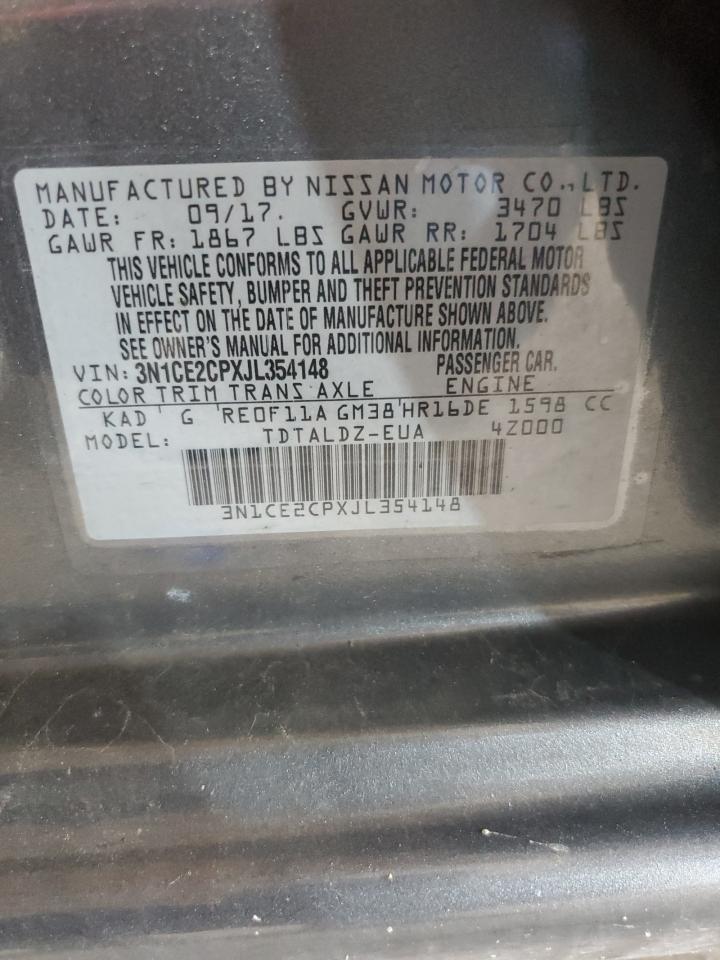 MANUFACTURED BY NISSAN MOTOR CO., LTD.
DATE: 09/17. GVWR: 3470 LBS
GAWR FR: 1867 LBS GAWR RR: 1704 LBS
THIS VEHICLE CONFORMS TO ALL APPLICABLE FEDERAL MOTOR
VEHICLE SAFETY, BUMPER AND THEFT PREVENTION STANDARDS
IN EFFECT ON THE DATE OF MANUFACTURE SHOWN ABOVE.
SEE OWNER'S MANUAL FOR ADDITIONAL INFORMATION.
VIN: 3N1CE2CPXJL354148 PASSENGER CAR.
COLOR TRIM TRANS AXLE ENGINE
KAD G RE0F11A GM38 HR16DE 1598 CC
MODEL: TDTALDZ-EUA 4Z000
3N1CE2CPXJL354148